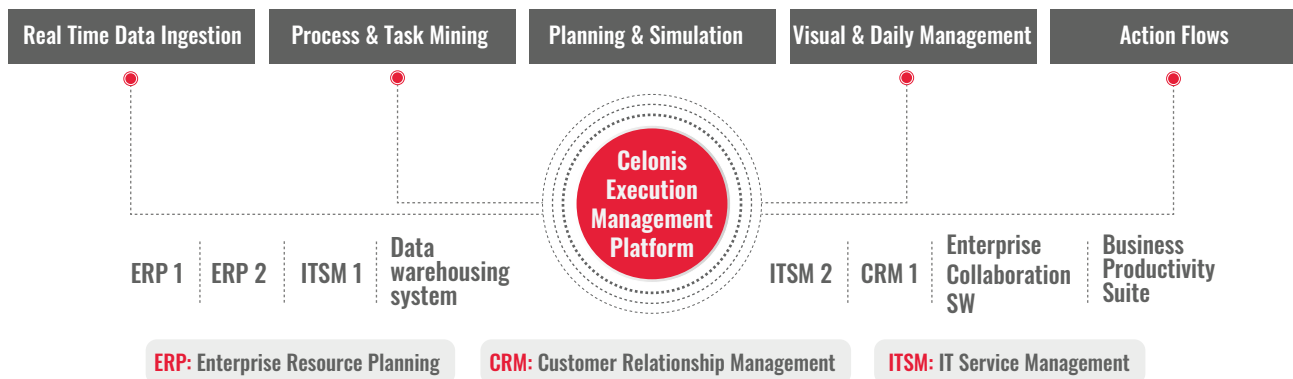 Real Time Data Ingestion
Process & Task Mining
Planning & Simulation
Visual & Daily Management
Action Flows
Celonis
Execution
Management
Platform
ERP 1
ERP 2
ITSM 1
Data
warehousing
system
ITSM 2
CRM 1
Enterprise
Collaboration
SW
Business
Productivity
Suite
ERP: Enterprise Resource Planning
CRM: Customer Relationship Management
ITSM: IT Service Management